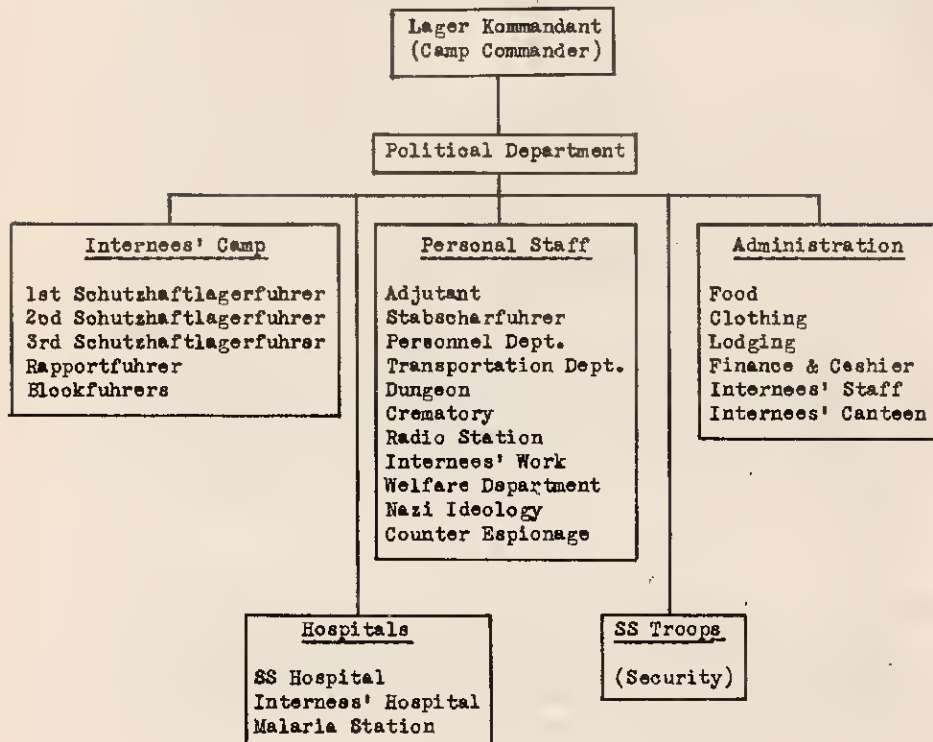 Lager Kommandant
(Camp Commander)
Political Department
Internees' Camp
1st Schutzhaftlagerfuhrer
2nd Schutzhaftlagerfuhrer
3rd Schutzhaftlagerfuhrer
Rapportfuhrer
Blockfuhrers
Personal Staff
Adjutant
Stabscharfuhrer
Personnel Dept.
Transportation Dept.
Dungeon
Crematory
Radio Station
Internees' Work
Welfare Department
Nazi Ideology
Counter Espionage
Administration
Food
Clothing
Lodging
Finance & Cashier
Internees' Staff
Internees' Canteen
Hospitals
SS Hospital
Interness' Hospital
Malaria Station
SS Troops
(Security)